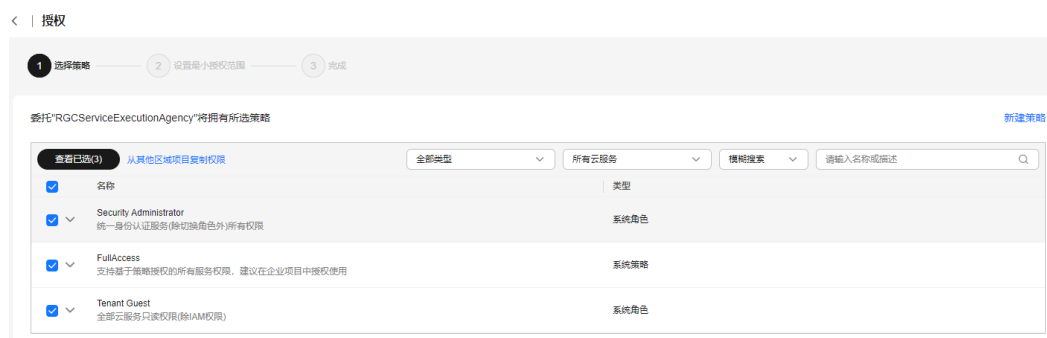 授权
1 选择策略 2 设置最小授权范围 3 完成
委托"RGCServiceExecutionAgency"将拥有所选策略 新建策略
查看已选(3) 从其他区域项目复制权限 全部类型 所有云服务 模糊搜索 请输入名称或描述
名称 类型
Security Administrator
统一身份认证服务(除切换角色外)所有权限 系统角色
FullAccess
支持基于策略授权的所有服务权限，建议在企业项目中授权使用 系统策略
Tenant Guest
全部云服务只读权限(除IAM权限) 系统角色